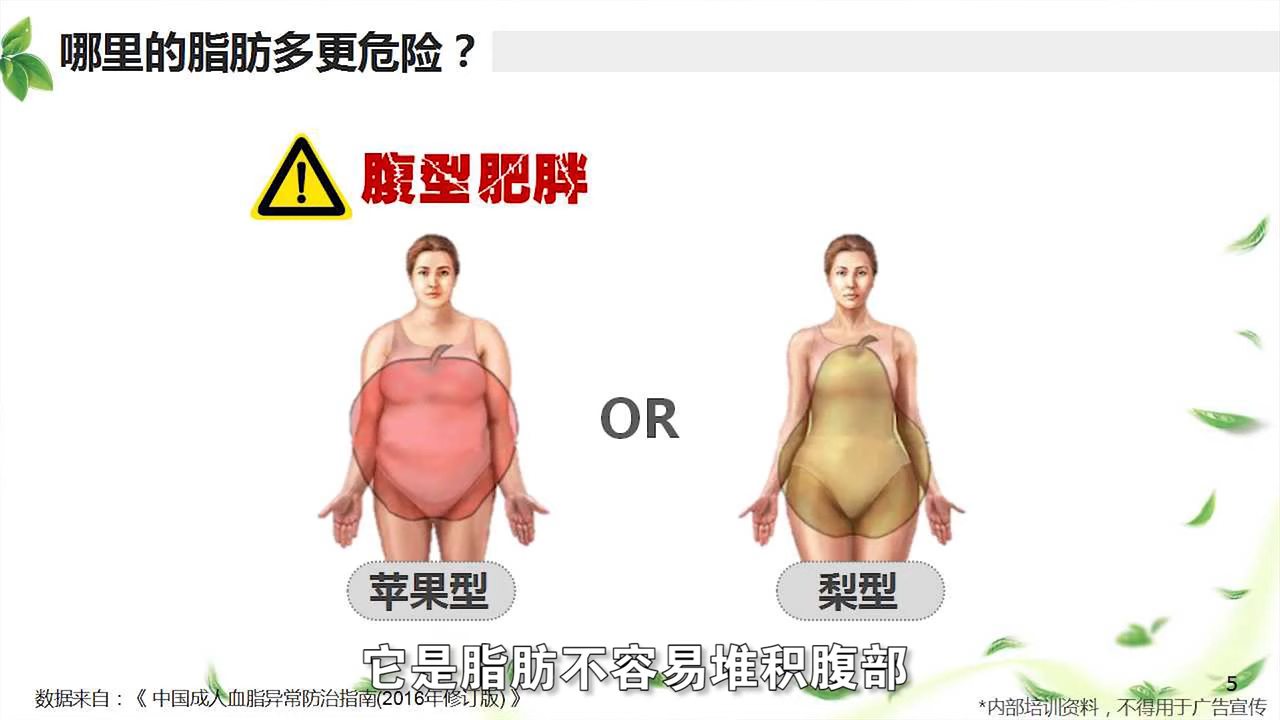 哪里的脂肪多更危险？
腹型肥胖
OR
苹果型
梨型
它是脂肪不容易堆积腹部
数据来自：《 中国成人血脂异常防治指南(2016年修订版) 》
5
*内部培训资料，不得用于广告宣传